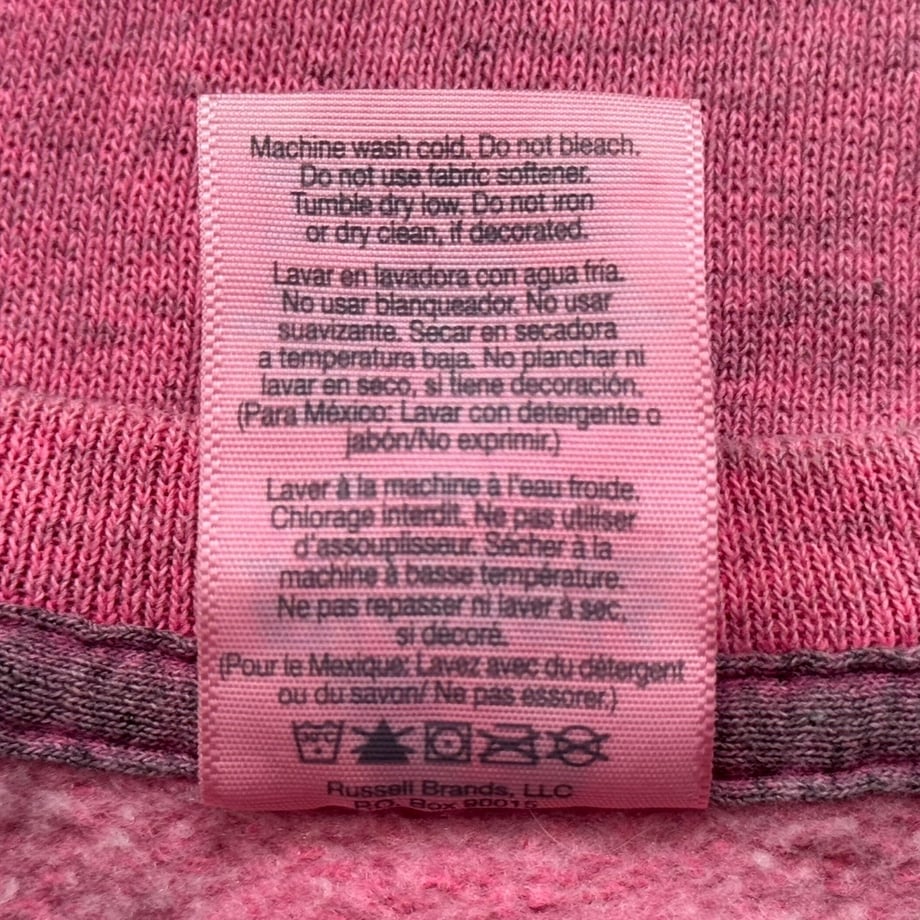 Machine wash cold. Do not bleach.
Do not use fabric softener.
Tumble dry low. Do not iron
or dry clean, if decorated.
Lavar en lavadora con agua fría.
No usar blanqueador. No usar
suavizante. Secar en secadora
a temperatura baja. No planchar ni
lavar en seco, si tiene decoración.
(Para México: Lavar con detergente o
jabón/No exprimir.)
Laver à la machine à l'eau froide.
Chlorage interdit. Ne pas utiliser
d'assouplisseur. Sécher à la
machine à basse température.
Ne pas repasser ni laver à sec,
si décoré.
(Pour le Mexique: Lavez avec du détergent
ou du savon/ Ne pas essorer.)
Russell Brands, LLC
P.O. Box 90015